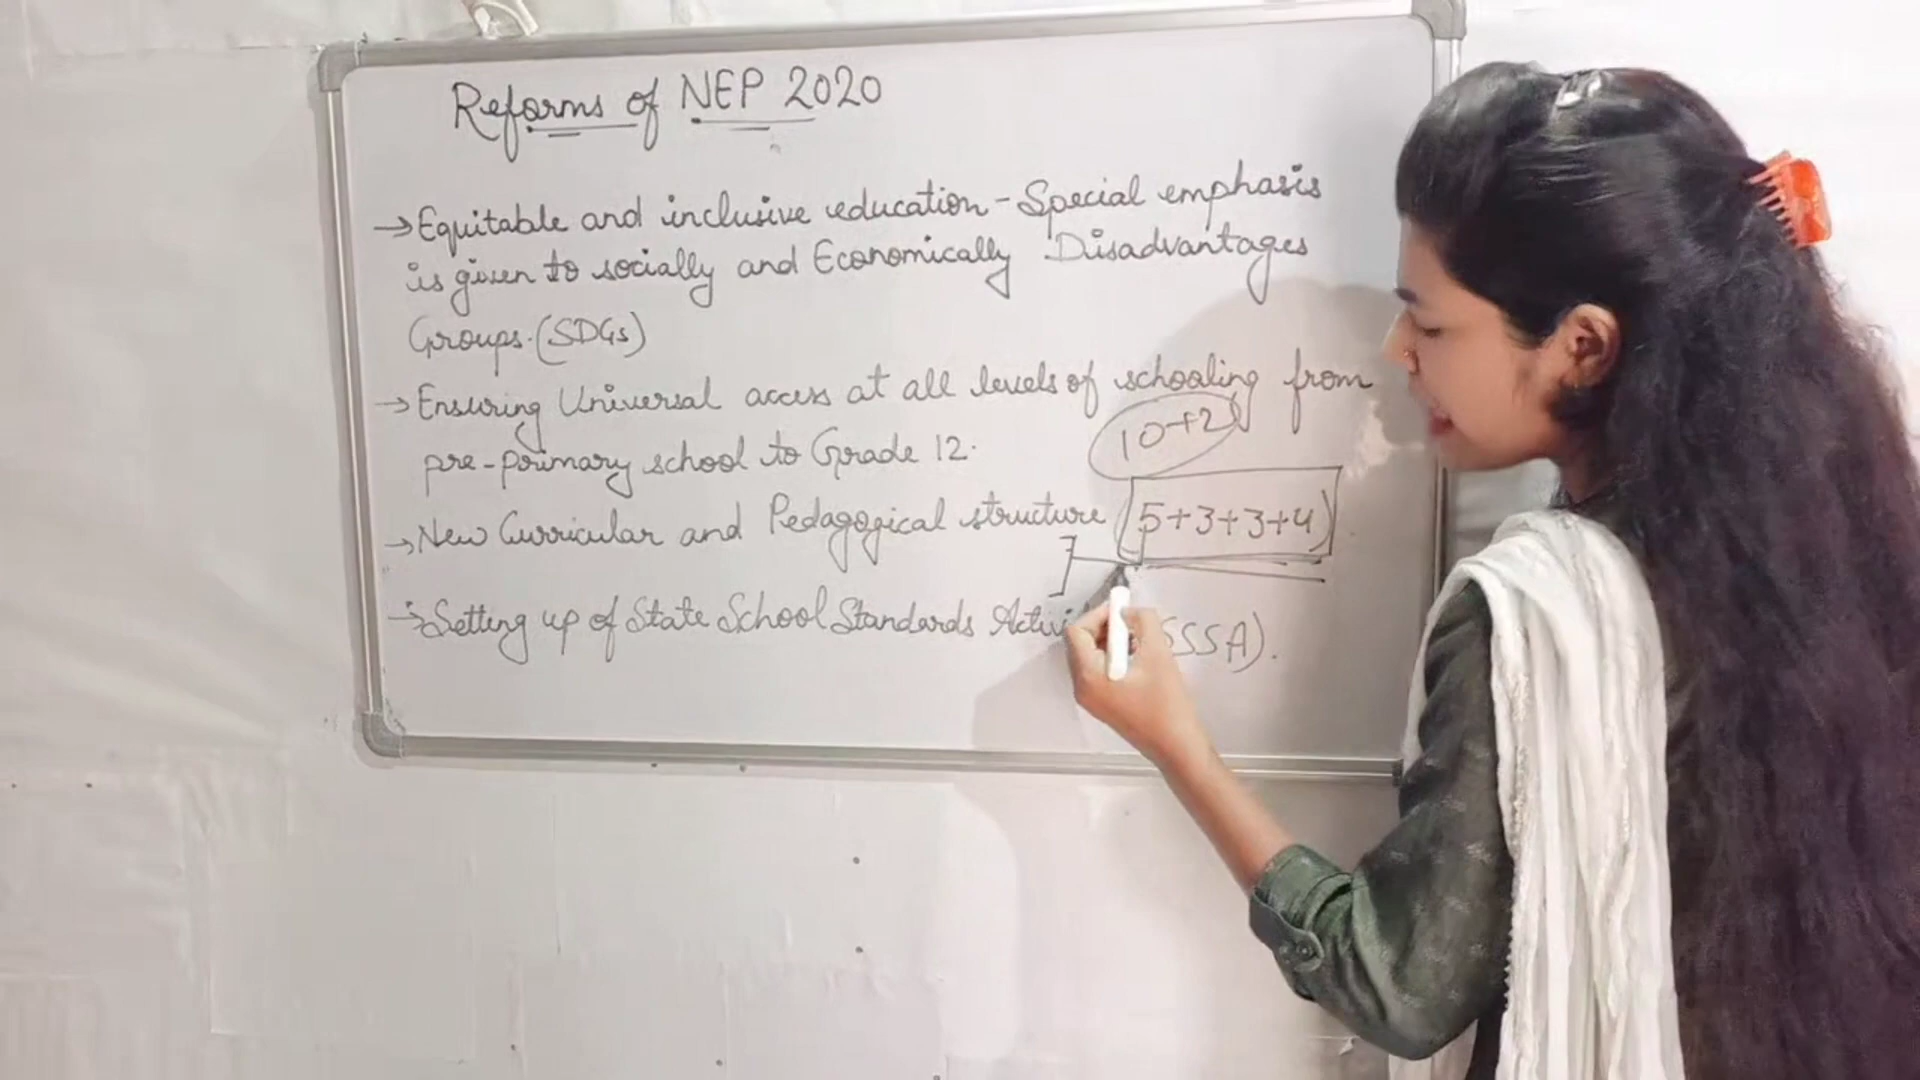 Reforms of NEP 2020
→ Equitable and inclusive education - Special emphasis
is given to socially and Economically Disadvantages
Groups. (SDGs)
→ Ensuring Universal access at all levels of schooling from
pre-primary school to Grade 12.
10+2
→ New Curricular and Pedagogical structure (5+3+3+4)
→ Setting up of State School Standards SSSA).